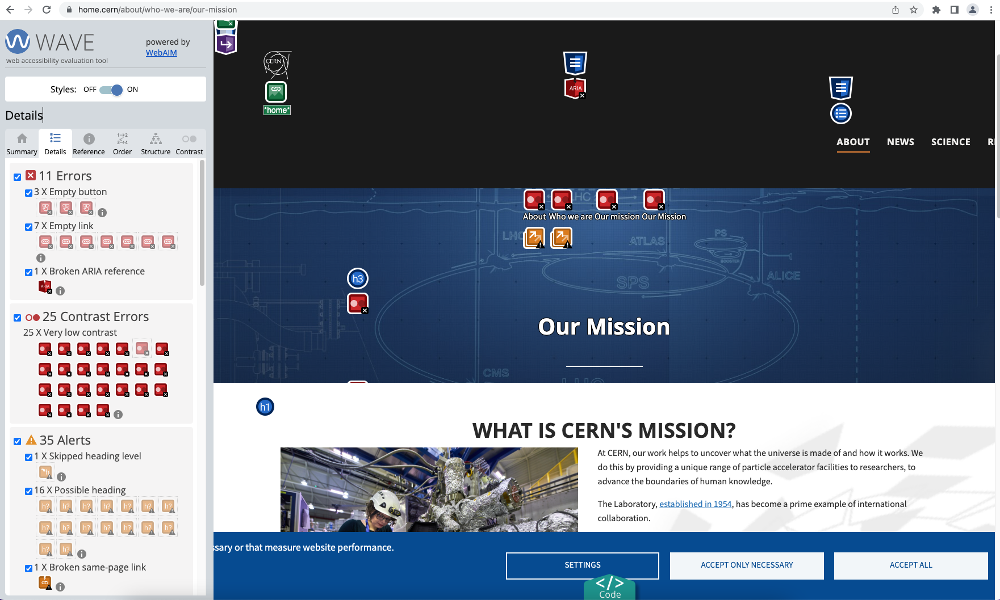 home.cern/about/who-we-are/our-mission
WAVE
web accessibility evaluation tool
powered by
WebAIM
Styles: OFF ON
Details
Summary Details Reference Order Structure Contrast
11 Errors
3 X Empty button
7 X Empty link
1 X Broken ARIA reference
ARIA
25 Contrast Errors
25 X Very low contrast
35 Alerts
1 X Skipped heading level
16 X Possible heading
h? h? h? h? h? h? h?
h? h? h? h? h? h? h?
h? h?
1 X Broken same-page link
CERN
*home*
ARIA
ABOUT NEWS SCIENCE
LHC
About Who we are Our mission Our Mission
LHC
ATLAS
PS
BOOSTER
h3
SPS
ALICE
Our Mission
CMS
LHC
h1
WHAT IS CERN'S MISSION?
At CERN, our work helps to uncover what the universe is made of and how it works. We
do this by providing a unique range of particle accelerator facilities to researchers, to
advance the boundaries of human knowledge.
The Laboratory, established in 1954, has become a prime example of international
collaboration.
ssary or that measure website performance.
SETTINGS
ACCEPT ONLY NECESSARY
ACCEPT ALL
</>
Code